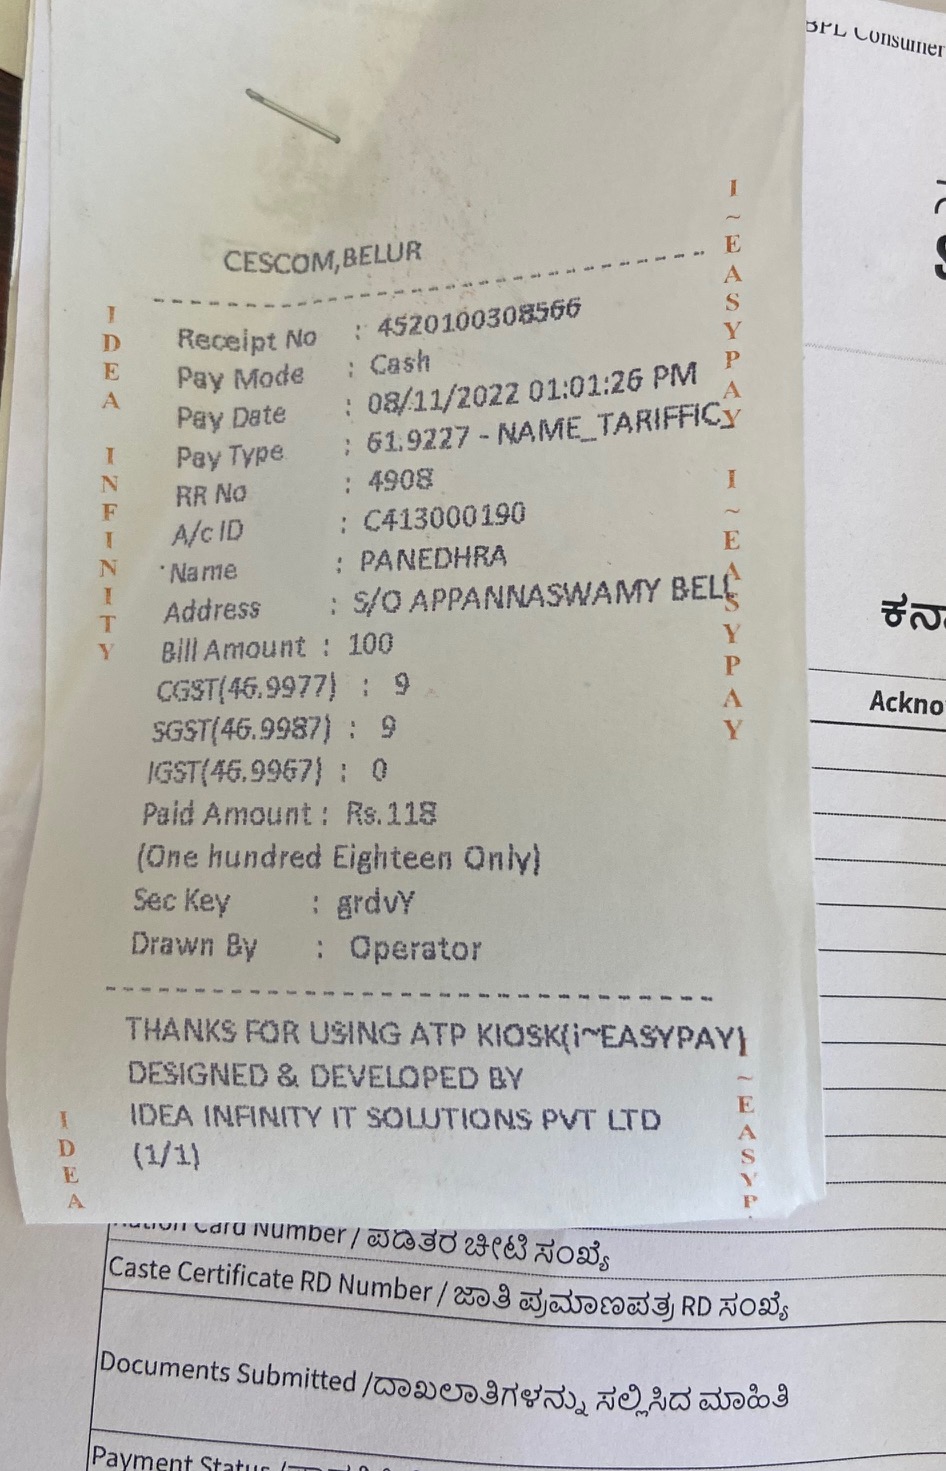 BPL Consumer
CESCOM,BELUR
Receipt No : 4520100308566
Pay Mode : Cash
Pay Date : 08/11/2022 01:01:26 PM
Pay Type : 61.9227 - NAME_TARIFFIC
RR No : 4908
A/c ID : C413000190
Name : PANEDHRA
Address : S/O APPANNASWAMY BELL
Bill Amount : 100
CGST(46.9977) : 9
SGST(46.9987) : 9
IGST(46.9967) : 0
Paid Amount : Rs.118
(One hundred Eighteen Only)
Sec Key : grdvY
Drawn By : Operator
THANKS FOR USING ATP KIOSK(i~EASYPAY)
DESIGNED & DEVELOPED BY
IDEA INFINITY IT SOLUTIONS PVT LTD
(1/1)
IDEA INFINITY
IDEA
I~EASYPAY I~EASYPAY
~EASYP
ಕನಾ
Ackno
Card Number / ಪಡಿತರ ಚೀಟಿ ಸಂಖ್ಯೆ
Caste Certificate RD Number / ಜಾತಿ ಪ್ರಮಾಣಪತ್ರ RD ಸಂಖ್ಯೆ
Documents Submitted /ದಾಖಲಾತಿಗಳನ್ನು ಸಲ್ಲಿಸಿದ ಮಾಹಿತಿ
Payment Status /